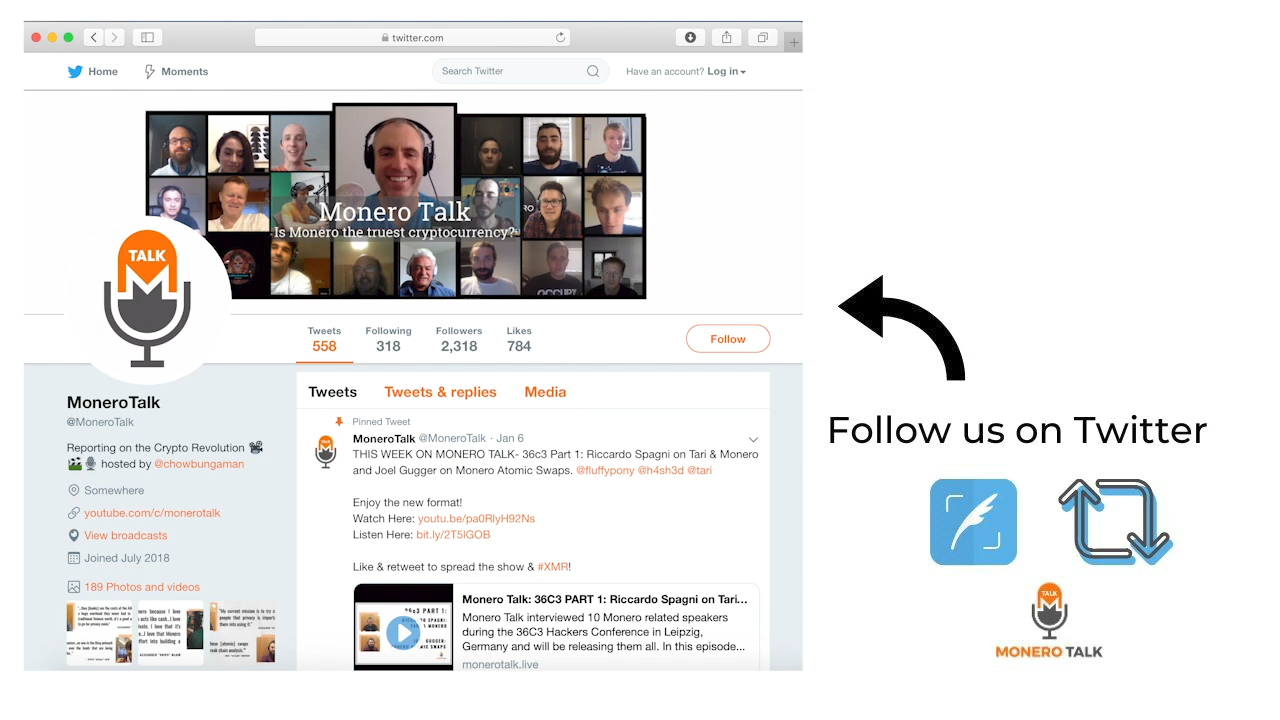 twitter.com
Home
Moments
Search Twitter
Have an account? Log in
Monero Talk
Is Monero the truest cryptocurrency?
OCCUPY
TALK
Tweets
558
Following
318
Followers
2,318
Likes
784
Follow
MoneroTalk
@MoneroTalk
Reporting on the Crypto Revolution
hosted by @chowbungaman
Somewhere
youtube.com/c/monerotalk
View broadcasts
Joined July 2018
189 Photos and videos
Tweets
Tweets & replies
Media
Pinned Tweet
MoneroTalk @MoneroTalk · Jan 6
THIS WEEK ON MONERO TALK- 36c3 Part 1: Riccardo Spagni on Tari & Monero
and Joel Gugger on Monero Atomic Swaps. @fluffypony @h4sh3d @tari
Enjoy the new format!
Watch Here: youtu.be/pa0RlyH92Ns
Listen Here: bit.ly/2T5IGOB
Like & retweet to spread the show & #XMR!
Monero Talk: 36C3 PART 1: Riccardo Spagni on Tari...
Monero Talk interviewed 10 Monero related speakers
during the 36C3 Hackers Conference in Leipzig,
Germany and will be releasing them all. In this episode...
monerotalk.live
Follow us on Twitter
TALK
MONERO TALK